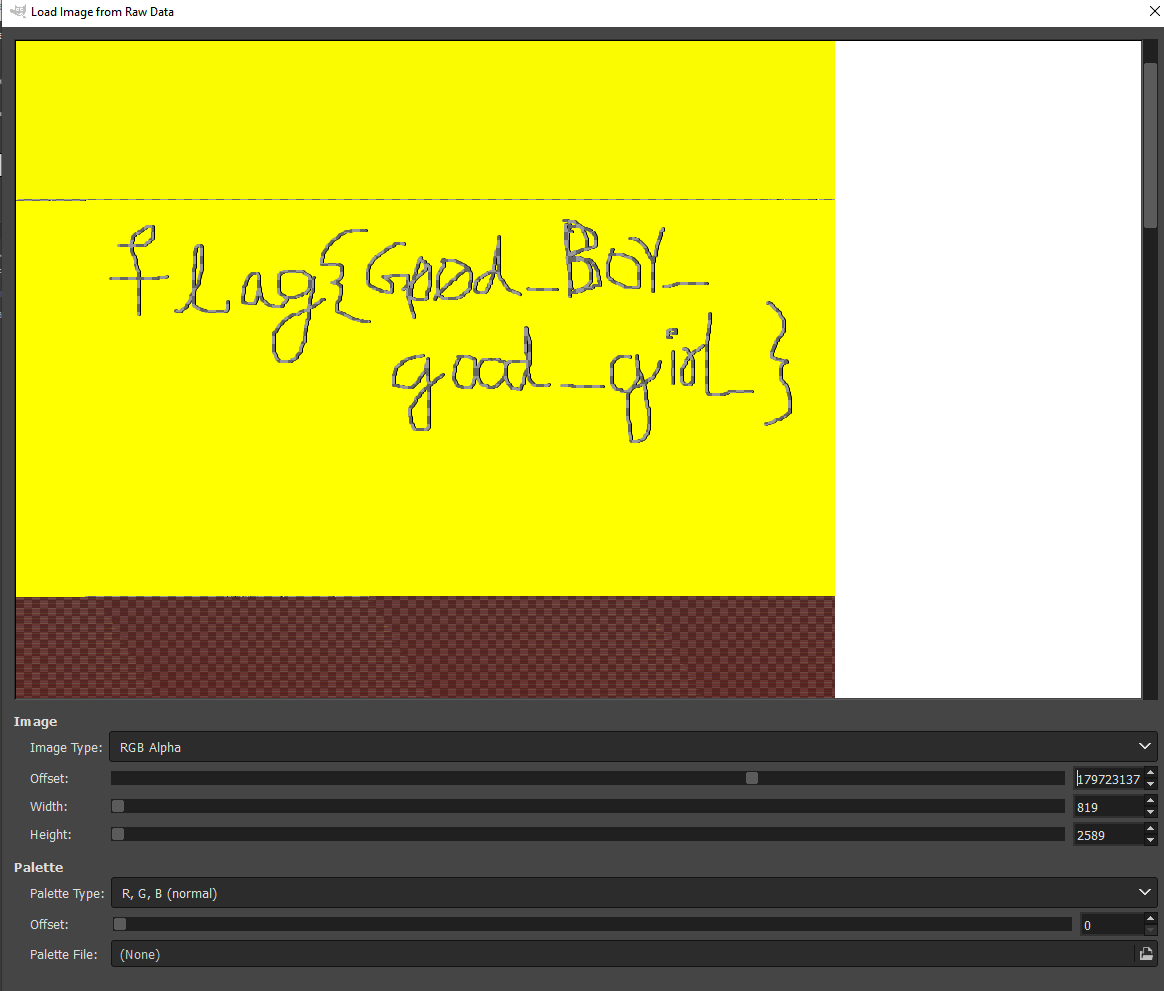 Load Image from Raw Data
flag{Good_BOY_
good_girl_}
Image
Image Type: RGB Alpha
Offset: 179723137
Width: 819
Height: 2589
Palette
Palette Type: R, G, B (normal)
Offset: 0
Palette File: (None)